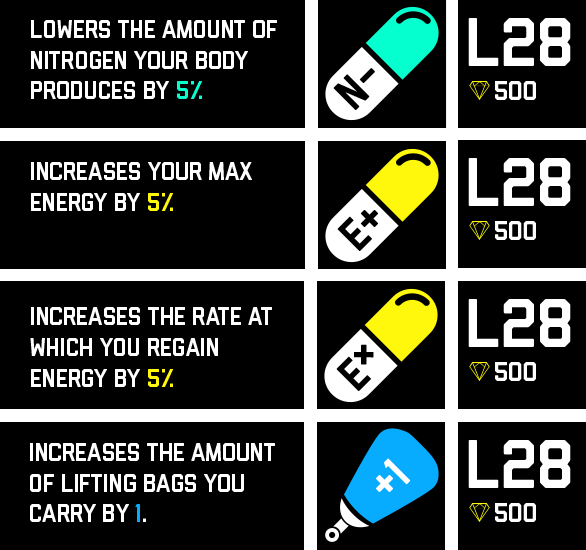 LOWERS THE AMOUNT OF
NITROGEN YOUR BODY
PRODUCES BY 5%.
N-
L28
500
INCREASES YOUR MAX
ENERGY BY 5%.
E+
L28
500
INCREASES THE RATE AT
WHICH YOU REGAIN
ENERGY BY 5%.
E+
L28
500
INCREASES THE AMOUNT
OF LIFTING BAGS YOU
CARRY BY 1.
+1
L28
500